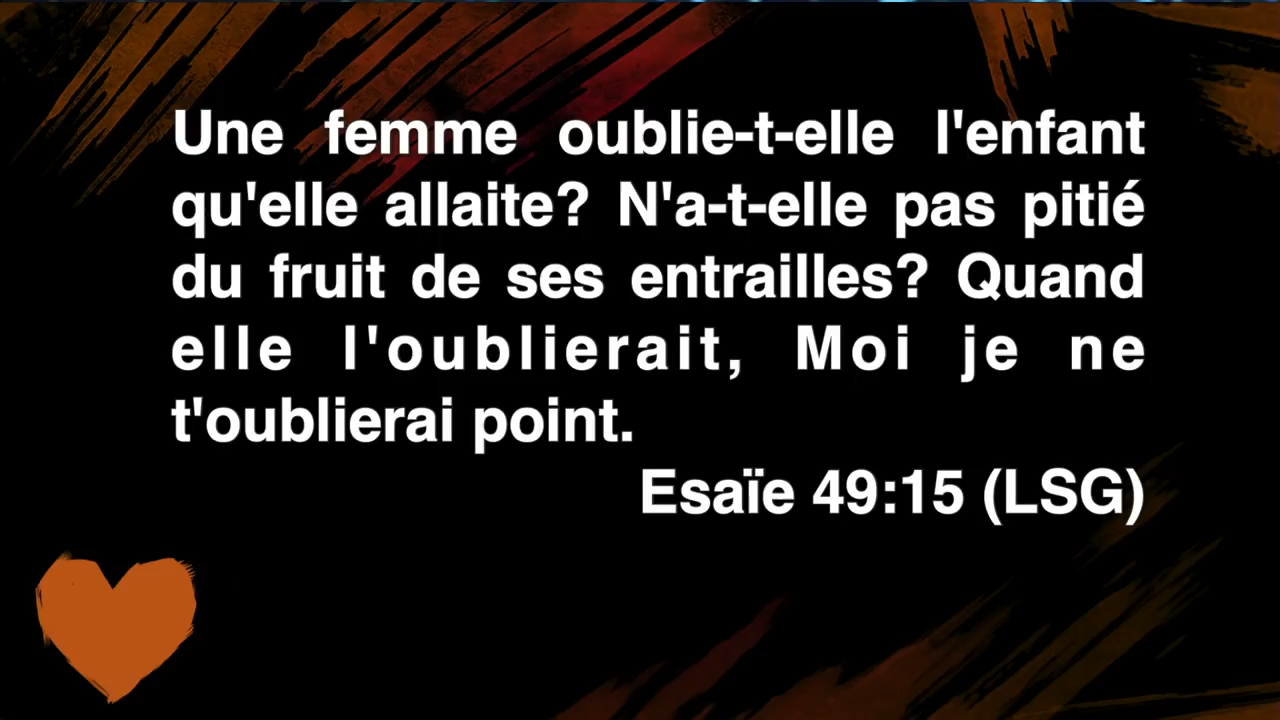 Une femme oublie-t-elle l'enfant
qu'elle allaite? N'a-t-elle pas pitié
du fruit de ses entrailles? Quand
elle l'oublierait, Moi je ne
t'oublierai point.
Esaïe 49:15 (LSG)